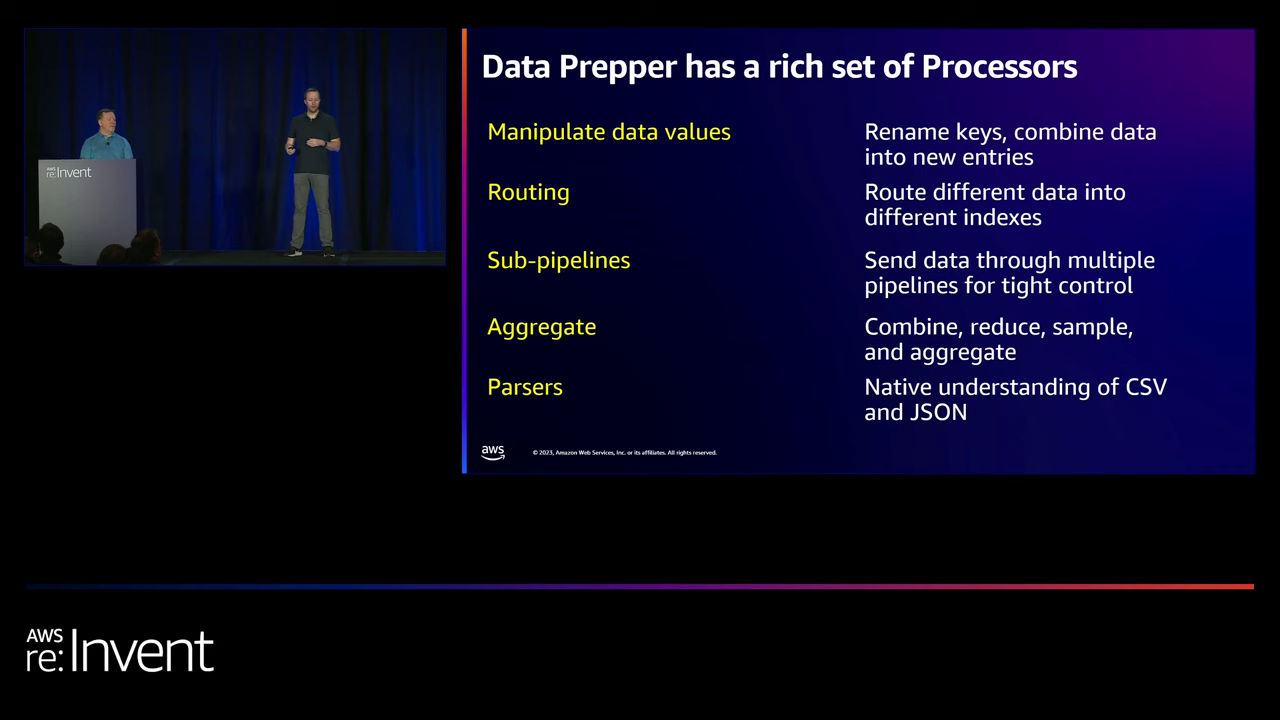 Data Prepper has a rich set of Processors
Manipulate data values
Rename keys, combine data
into new entries
Routing
Route different data into
different indexes
Sub-pipelines
Send data through multiple
pipelines for tight control
Aggregate
Combine, reduce, sample,
and aggregate
Parsers
Native understanding of CSV
and JSON
aws
© 2023, Amazon Web Services, Inc. or its affiliates. All rights reserved.
AWS
re:Invent
AWS
re:Invent